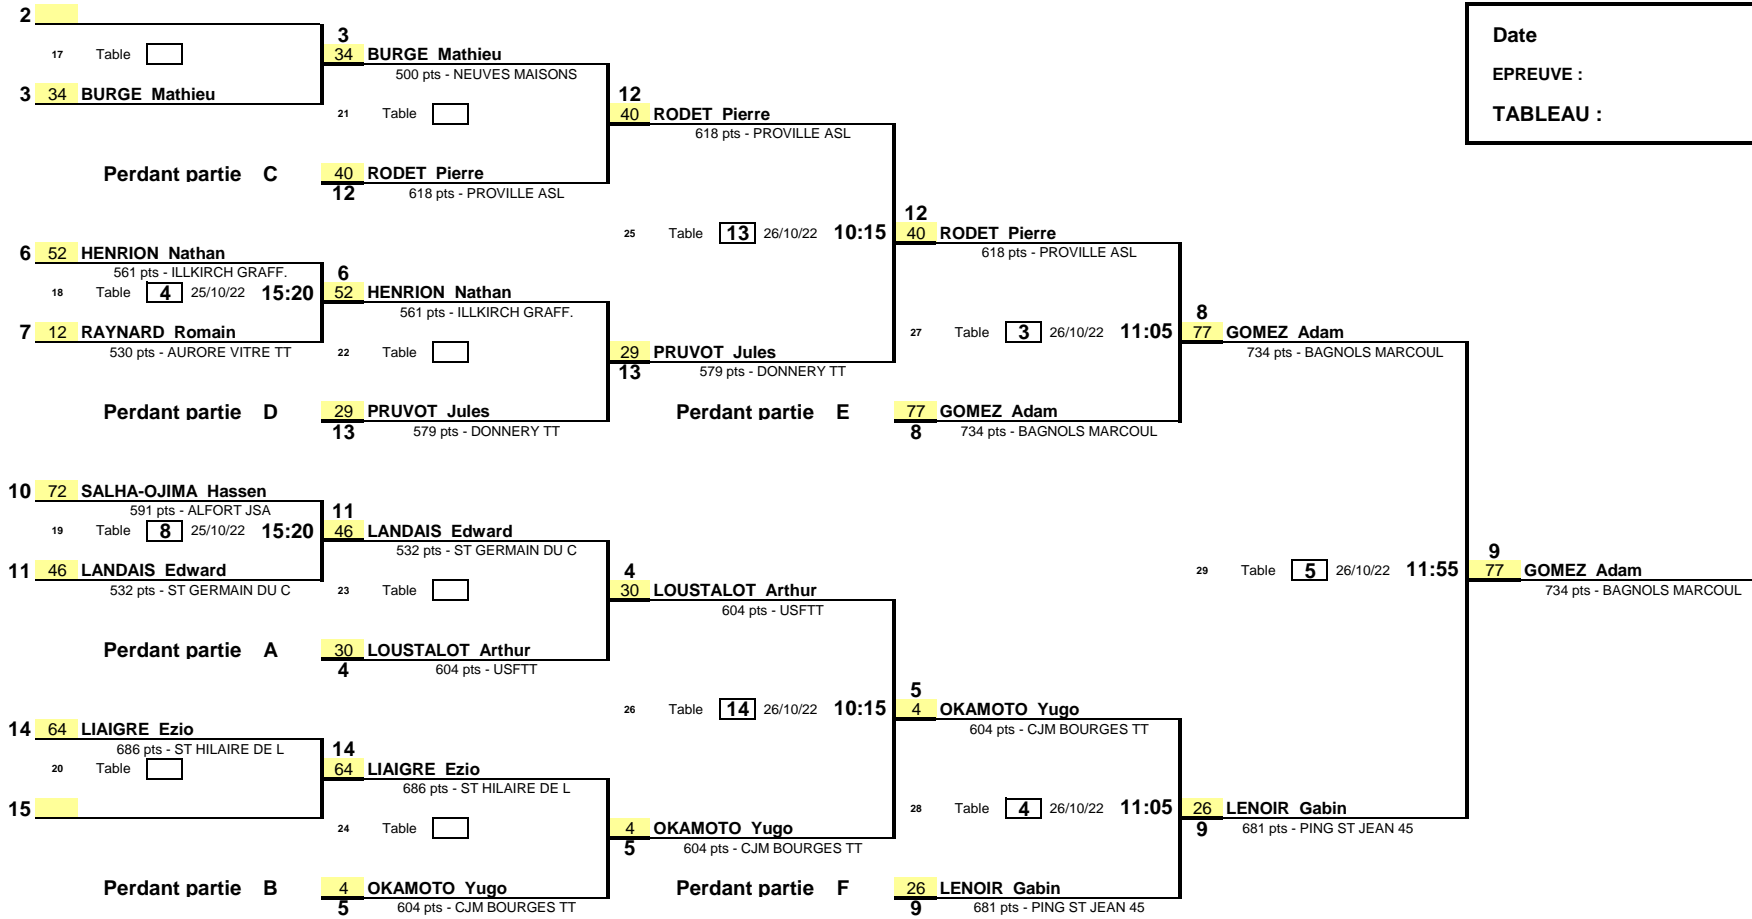 2
17 Table
3 34 BURGE Mathieu
3
34 BURGE Mathieu
500 pts - NEUVES MAISONS
21 Table
Perdant partie C
40 RODET Pierre
12 618 pts - PROVILLE ASL
12
40 RODET Pierre
618 pts - PROVILLE ASL
6 52 HENRION Nathan
561 pts - ILLKIRCH GRAFF.
18 Table 4 25/10/22 15:20
7 12 RAYNARD Romain
530 pts - AURORE VITRE TT
6
52 HENRION Nathan
561 pts - ILLKIRCH GRAFF.
22 Table
Perdant partie D
29 PRUVOT Jules
13 579 pts - DONNERY TT
29 PRUVOT Jules
13 579 pts - DONNERY TT
25 Table 13 26/10/22 10:15
12
40 RODET Pierre
618 pts - PROVILLE ASL
27 Table 3 26/10/22 11:05
Perdant partie E
77 GOMEZ Adam
8 734 pts - BAGNOLS MARCOUL
8
77 GOMEZ Adam
734 pts - BAGNOLS MARCOUL
10 72 SALHA-OJIMA Hassen
591 pts - ALFORT JSA
19 Table 8 25/10/22 15:20
11 46 LANDAIS Edward
532 pts - ST GERMAIN DU C
11
46 LANDAIS Edward
532 pts - ST GERMAIN DU C
23 Table
Perdant partie A
30 LOUSTALOT Arthur
4 604 pts - USFTT
4
30 LOUSTALOT Arthur
604 pts - USFTT
14 64 LIAIGRE Ezio
686 pts - ST HILAIRE DE L
20 Table
15
14
64 LIAIGRE Ezio
686 pts - ST HILAIRE DE L
24 Table
Perdant partie B
4 OKAMOTO Yugo
5 604 pts - CJM BOURGES TT
4 OKAMOTO Yugo
5 604 pts - CJM BOURGES TT
26 Table 14 26/10/22 10:15
5
4 OKAMOTO Yugo
604 pts - CJM BOURGES TT
28 Table 4 26/10/22 11:05
Perdant partie F
26 LENOIR Gabin
9 681 pts - PING ST JEAN 45
26 LENOIR Gabin
9 681 pts - PING ST JEAN 45
29 Table 5 26/10/22 11:55
9
77 GOMEZ Adam
734 pts - BAGNOLS MARCOUL
Date
EPREUVE :
TABLEAU :